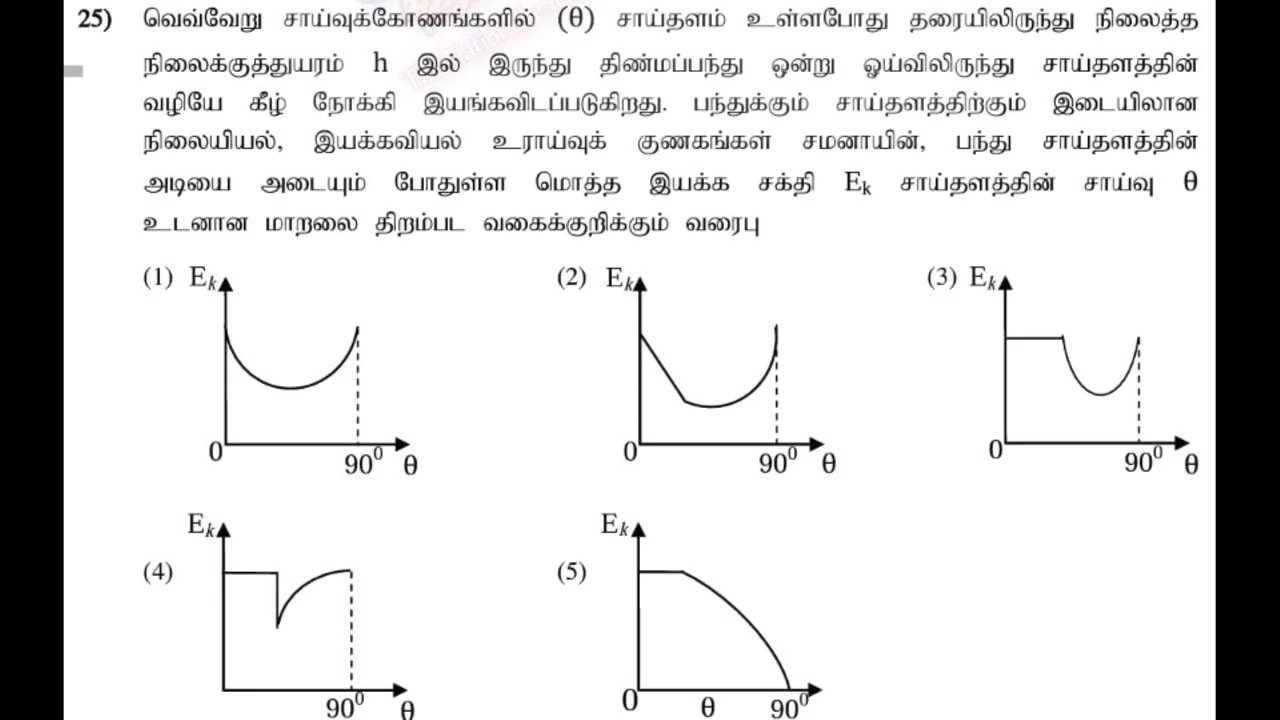 25) வெவ்வேறு சாய்வுக்கோணங்களில் (θ) சாய்தளம் உள்ளபோது தரையிலிருந்து நிலைத்த
நிலைக்குத்துயரம் h இல் இருந்து திண்மப்பந்து ஒன்று ஓய்விலிருந்து சாய்தளத்தின்
வழியே கீழ் நோக்கி இயங்கவிடப்படுகிறது. பந்துக்கும் சாய்தளத்திற்கும் இடையிலான
நிலையியல், இயக்கவியல் உராய்வுக் குணகங்கள் சமனாயின், பந்து சாய்தளத்தின்
அடியை அடையும் போதுள்ள மொத்த இயக்க சக்தி Ek சாய்தளத்தின் சாய்வு θ
உடனான மாறலை திறம்பட வகைக்குறிக்கும் வரைபு
(1) Ek (2) Ek (3) Ek
0 90⁰ θ 0 90⁰ θ 0 90⁰ θ
Ek Ek
(4) (5)
90⁰ θ 0 θ 90⁰